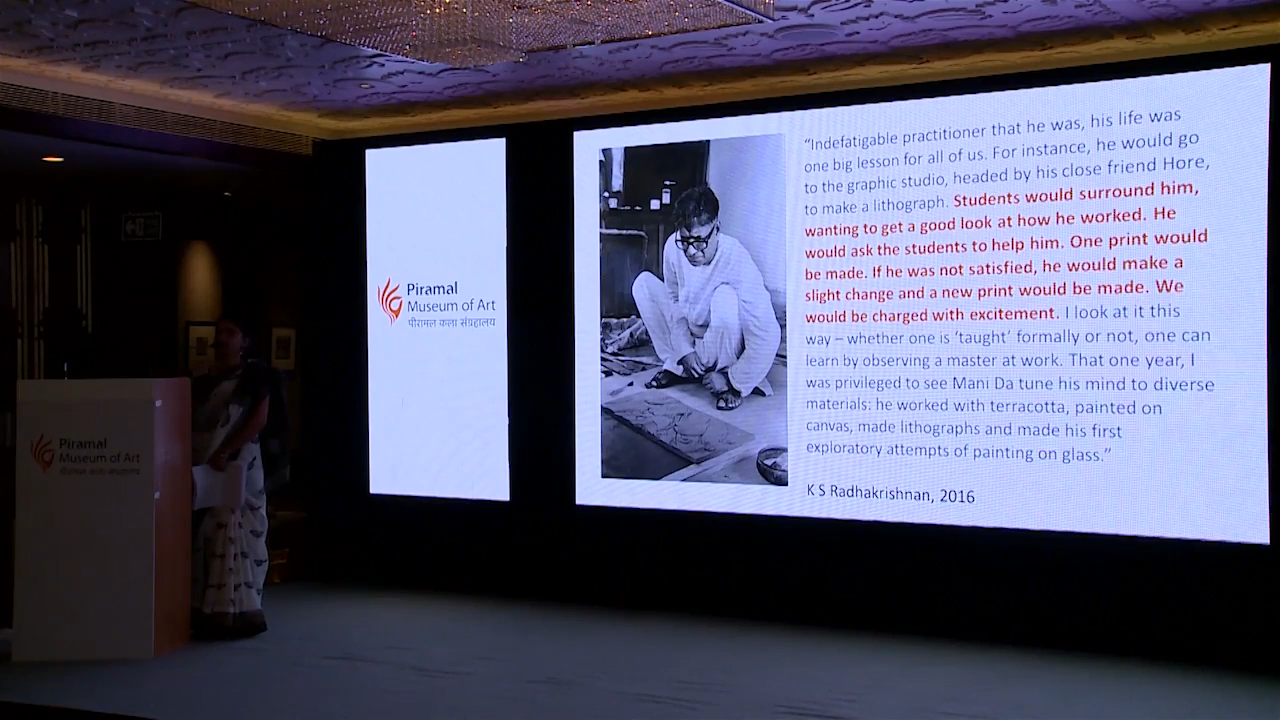 “Indefatigable practitioner that he was, his life was
one big lesson for all of us. For instance, he would go
to the graphic studio, headed by his close friend Hore,
to make a lithograph. Students would surround him,
wanting to get a good look at how he worked. He
would ask the students to help him. One print would
be made. If he was not satisfied, he would make a
slight change and a new print would be made. We
would be charged with excitement. I look at it this
way – whether one is ‘taught’ formally or not, one can
learn by observing a master at work. That one year, I
was privileged to see Mani Da tune his mind to diverse
materials: he worked with terracotta, painted on
canvas, made lithographs and made his first
exploratory attempts of painting on glass.”
K S Radhakrishnan, 2016
Piramal
Museum of Art
पीरामल कला संग्रहालय
Piramal
Museum of Art
पीरामल कला संग्रहालय